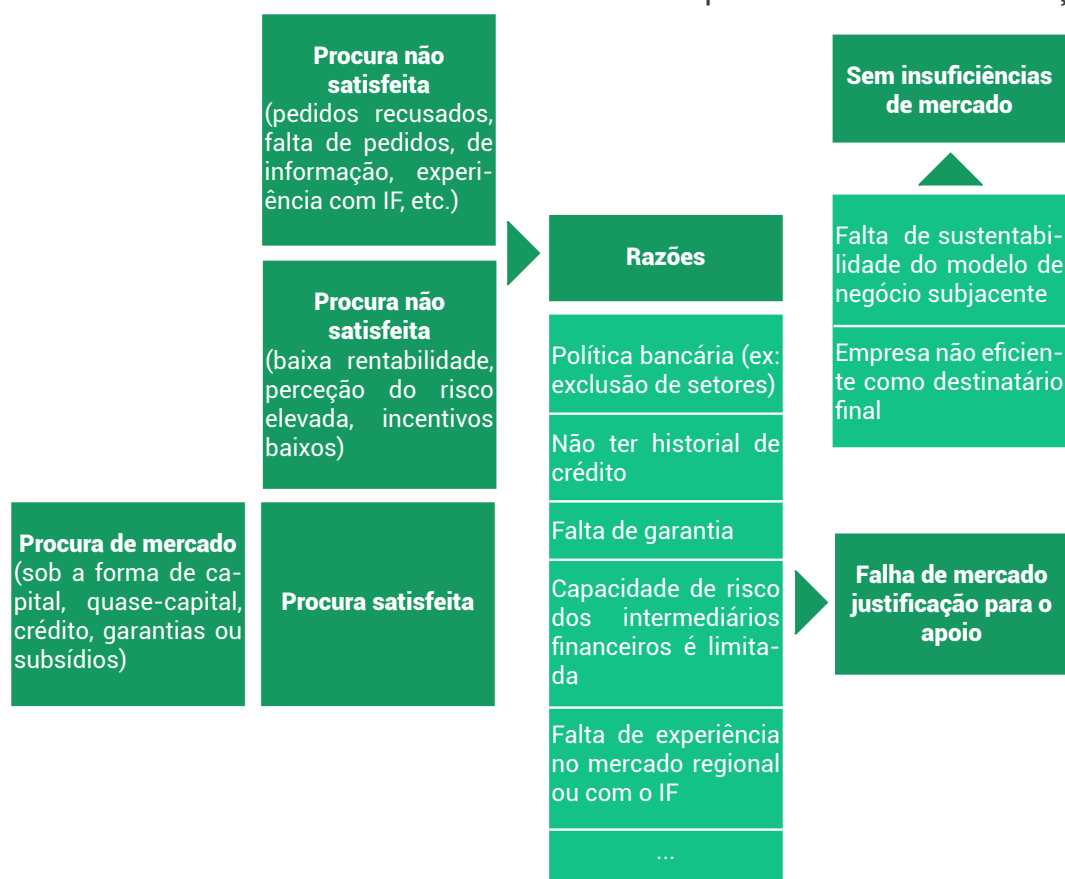 Procura não
satisfeita
(pedidos recusados,
falta de pedidos, de
informação, experi-
ência com IF, etc.)
Procura não
satisfeita
(baixa rentabilidade,
perceção do risco
elevada, incentivos
baixos)
Procura de mercado
(sob a forma de ca-
pital, quase-capital,
crédito, garantias ou
subsídios)
Procura satisfeita
Razões
Política bancária (ex:
exclusão de setores)
Não ter historial de
crédito
Falta de garantia
Capacidade de risco
dos intermediários
financeiros é limita-
da
Falta de experiência
no mercado regional
ou com o IF
...
Sem insuficiências
de mercado
Falta de sustentabi-
lidade do modelo de
negócio subjacente
Empresa não eficien-
te como destinatário
final
Falha de mercado
justificação para o
apoio